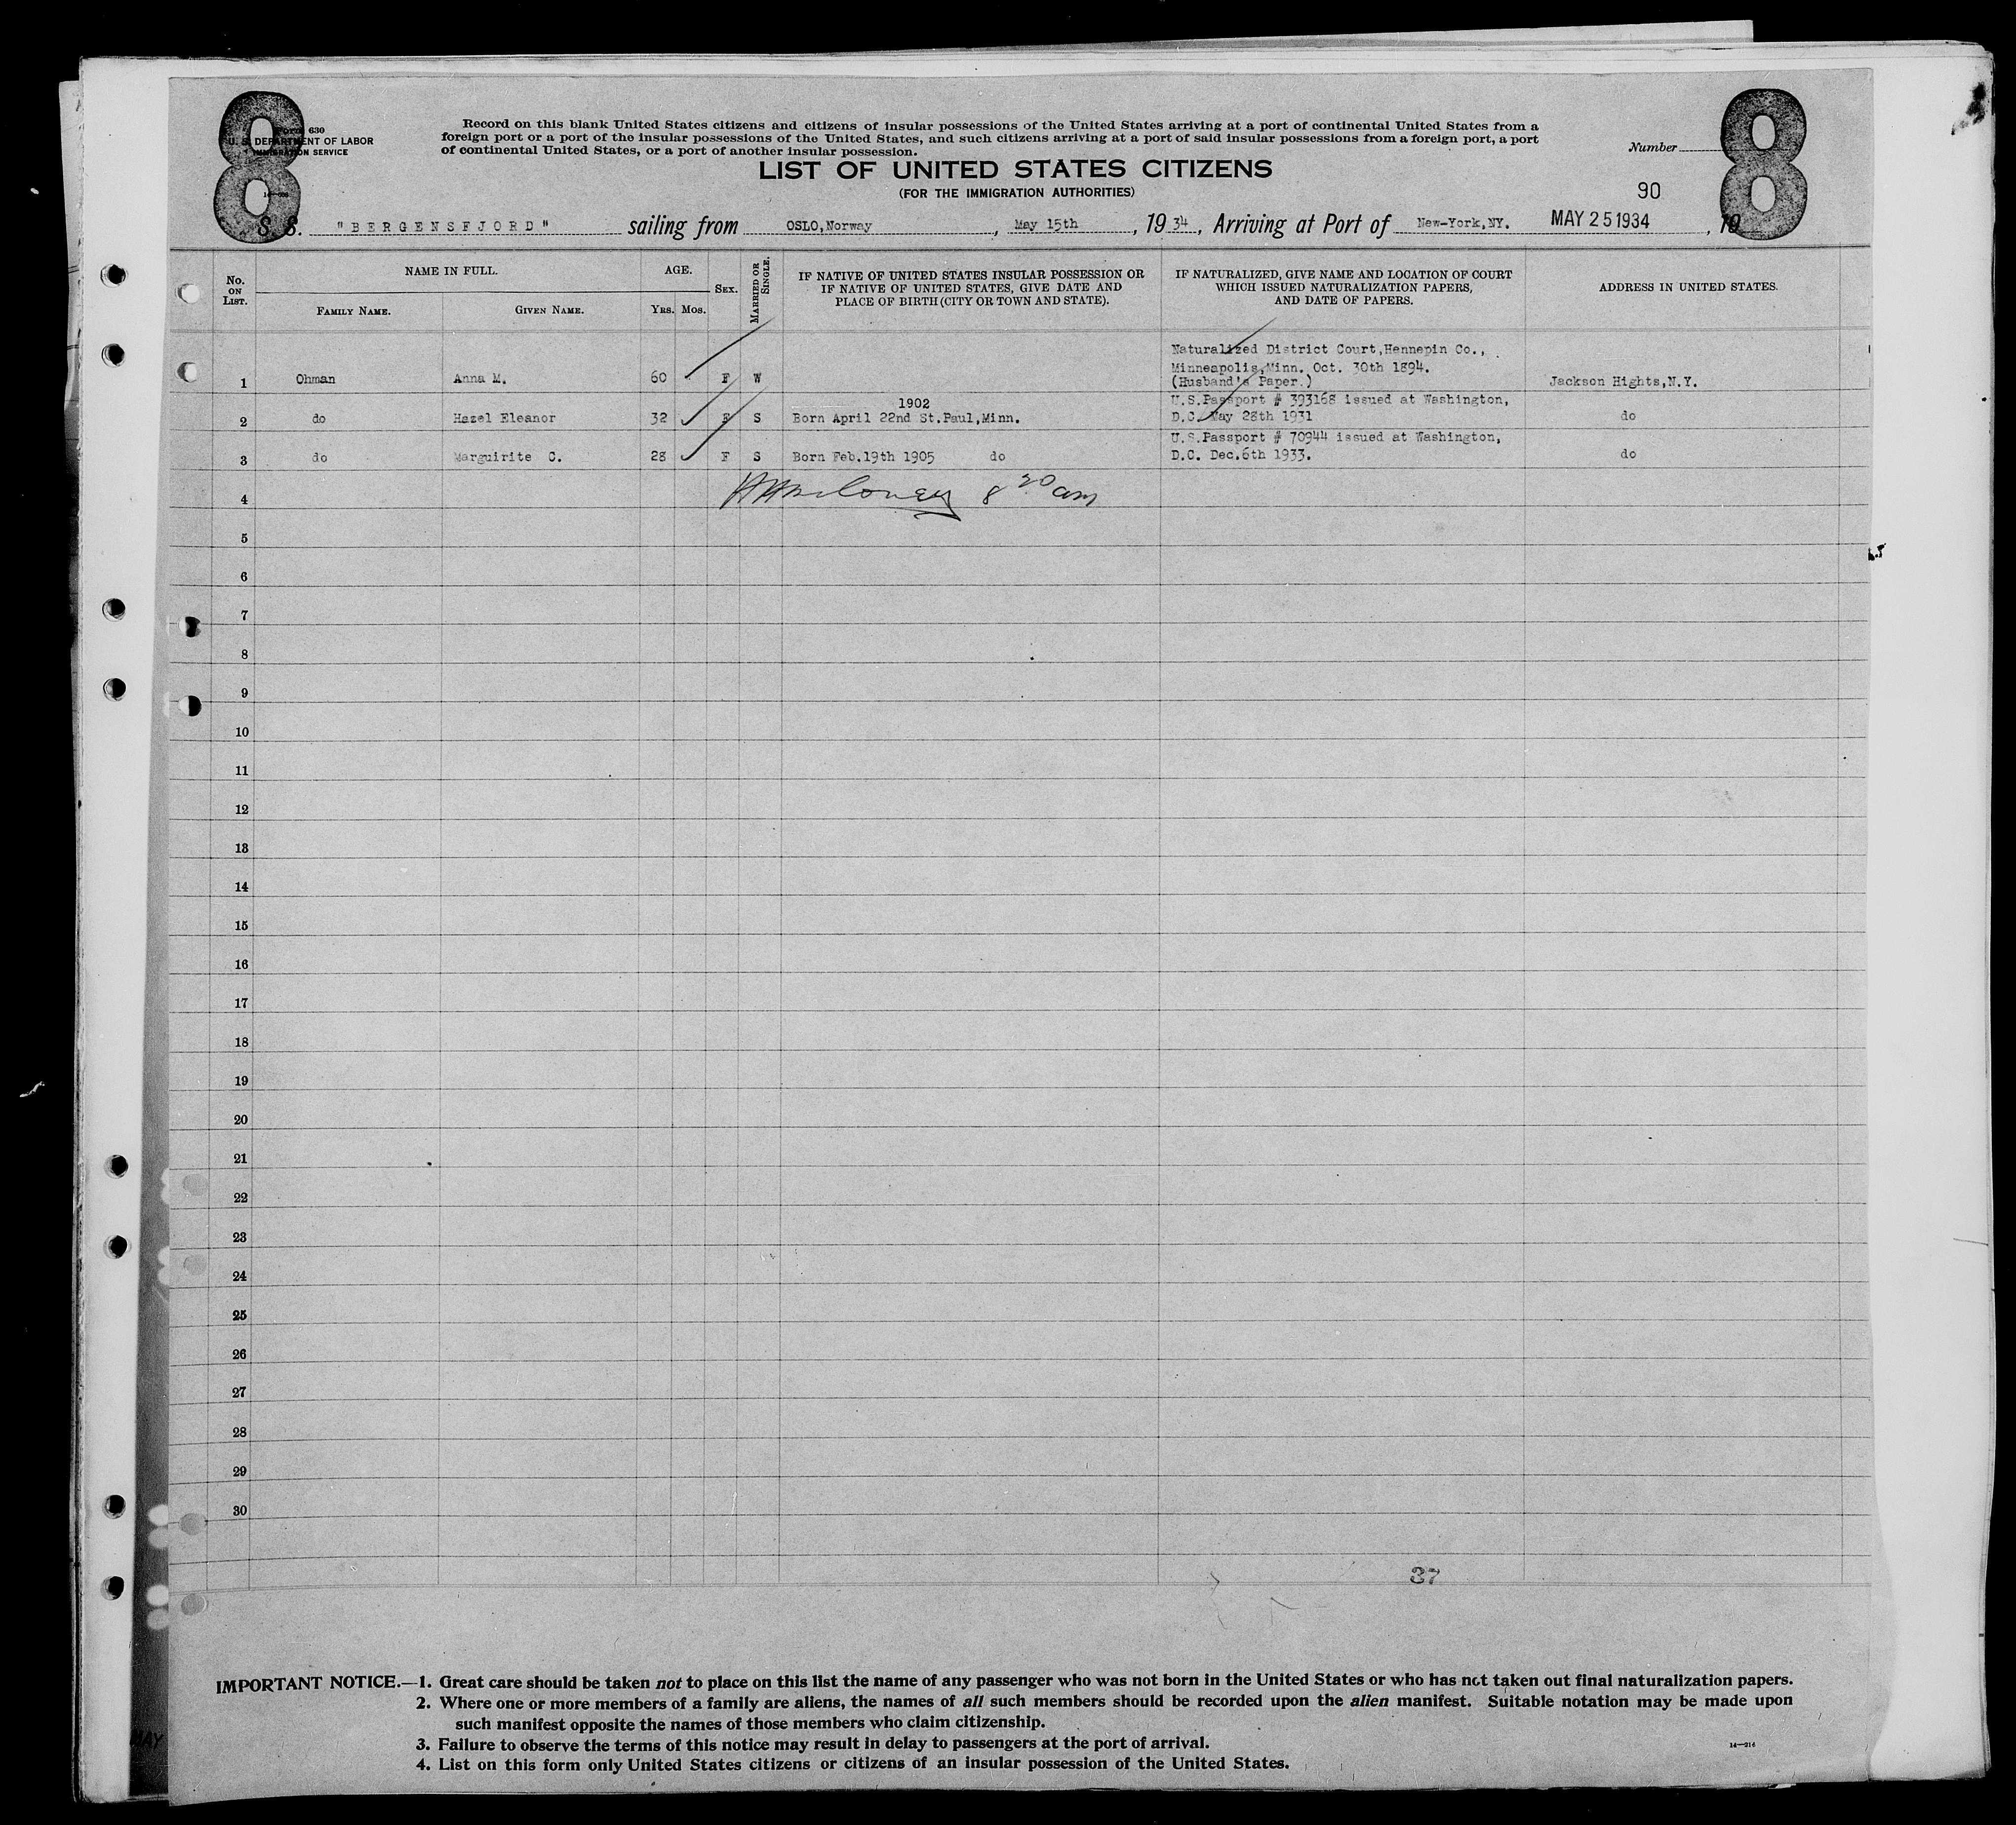 8
8
Form 630
U. S. DEPARTMENT OF LABOR
IMMIGRATION SERVICE
Record on this blank United States citizens and citizens of insular possessions of the United States arriving at a port of continental United States from a
foreign port or a port of the insular possessions of the United States, and such citizens arriving at a port of said insular possessions from a foreign port, a port
of continental United States, or a port of another insular possession.
Number
LIST OF UNITED STATES CITIZENS
(FOR THE IMMIGRATION AUTHORITIES)
90
S. S. "BERGENSFJORD" sailing from OSLO,Norway, May 15th, 1934, Arriving at Port of New-York,NY. MAY 25 1934, 19
No. ON LIST.
NAME IN FULL.
FAMILY NAME.
GIVEN NAME.
AGE.
YRS. MOS.
SEX.
MARRIED OR SINGLE.
IF NATIVE OF UNITED STATES INSULAR POSSESSION OR
IF NATIVE OF UNITED STATES, GIVE DATE AND
PLACE OF BIRTH (CITY OR TOWN AND STATE).
IF NATURALIZED, GIVE NAME AND LOCATION OF COURT
WHICH ISSUED NATURALIZATION PAPERS,
AND DATE OF PAPERS.
ADDRESS IN UNITED STATES.
Naturalized District Court,Hennepin Co.,
Minneapolis,Minn. Oct. 30th 1894.
1 Ohman Anna M. 60 F W (Husband's Paper.) Jackson Hights,N.Y.
1902 U.S.Passport # 393168 issued at Washington,
2 do Hazel Eleanor 32 F S Born April 22nd St.Paul,Minn. D.C. May 28th 1931 do
U.S.Passport # 70944 issued at Washington,
3 do Marguirite C. 28 F S Born Feb.19th 1905 do D.C. Dec.6th 1933. do
4 8 20 am
5
6
7
8
9
10
11
12
13
14
15
16
17
18
19
20
21
22
23
24
25
26
27
28
29
30
37
IMPORTANT NOTICE.—1. Great care should be taken not to place on this list the name of any passenger who was not born in the United States or who has not taken out final naturalization papers.
2. Where one or more members of a family are aliens, the names of all such members should be recorded upon the alien manifest. Suitable notation may be made upon
such manifest opposite the names of those members who claim citizenship.
3. Failure to observe the terms of this notice may result in delay to passengers at the port of arrival.
4. List on this form only United States citizens or citizens of an insular possession of the United States.
14—214
MAY